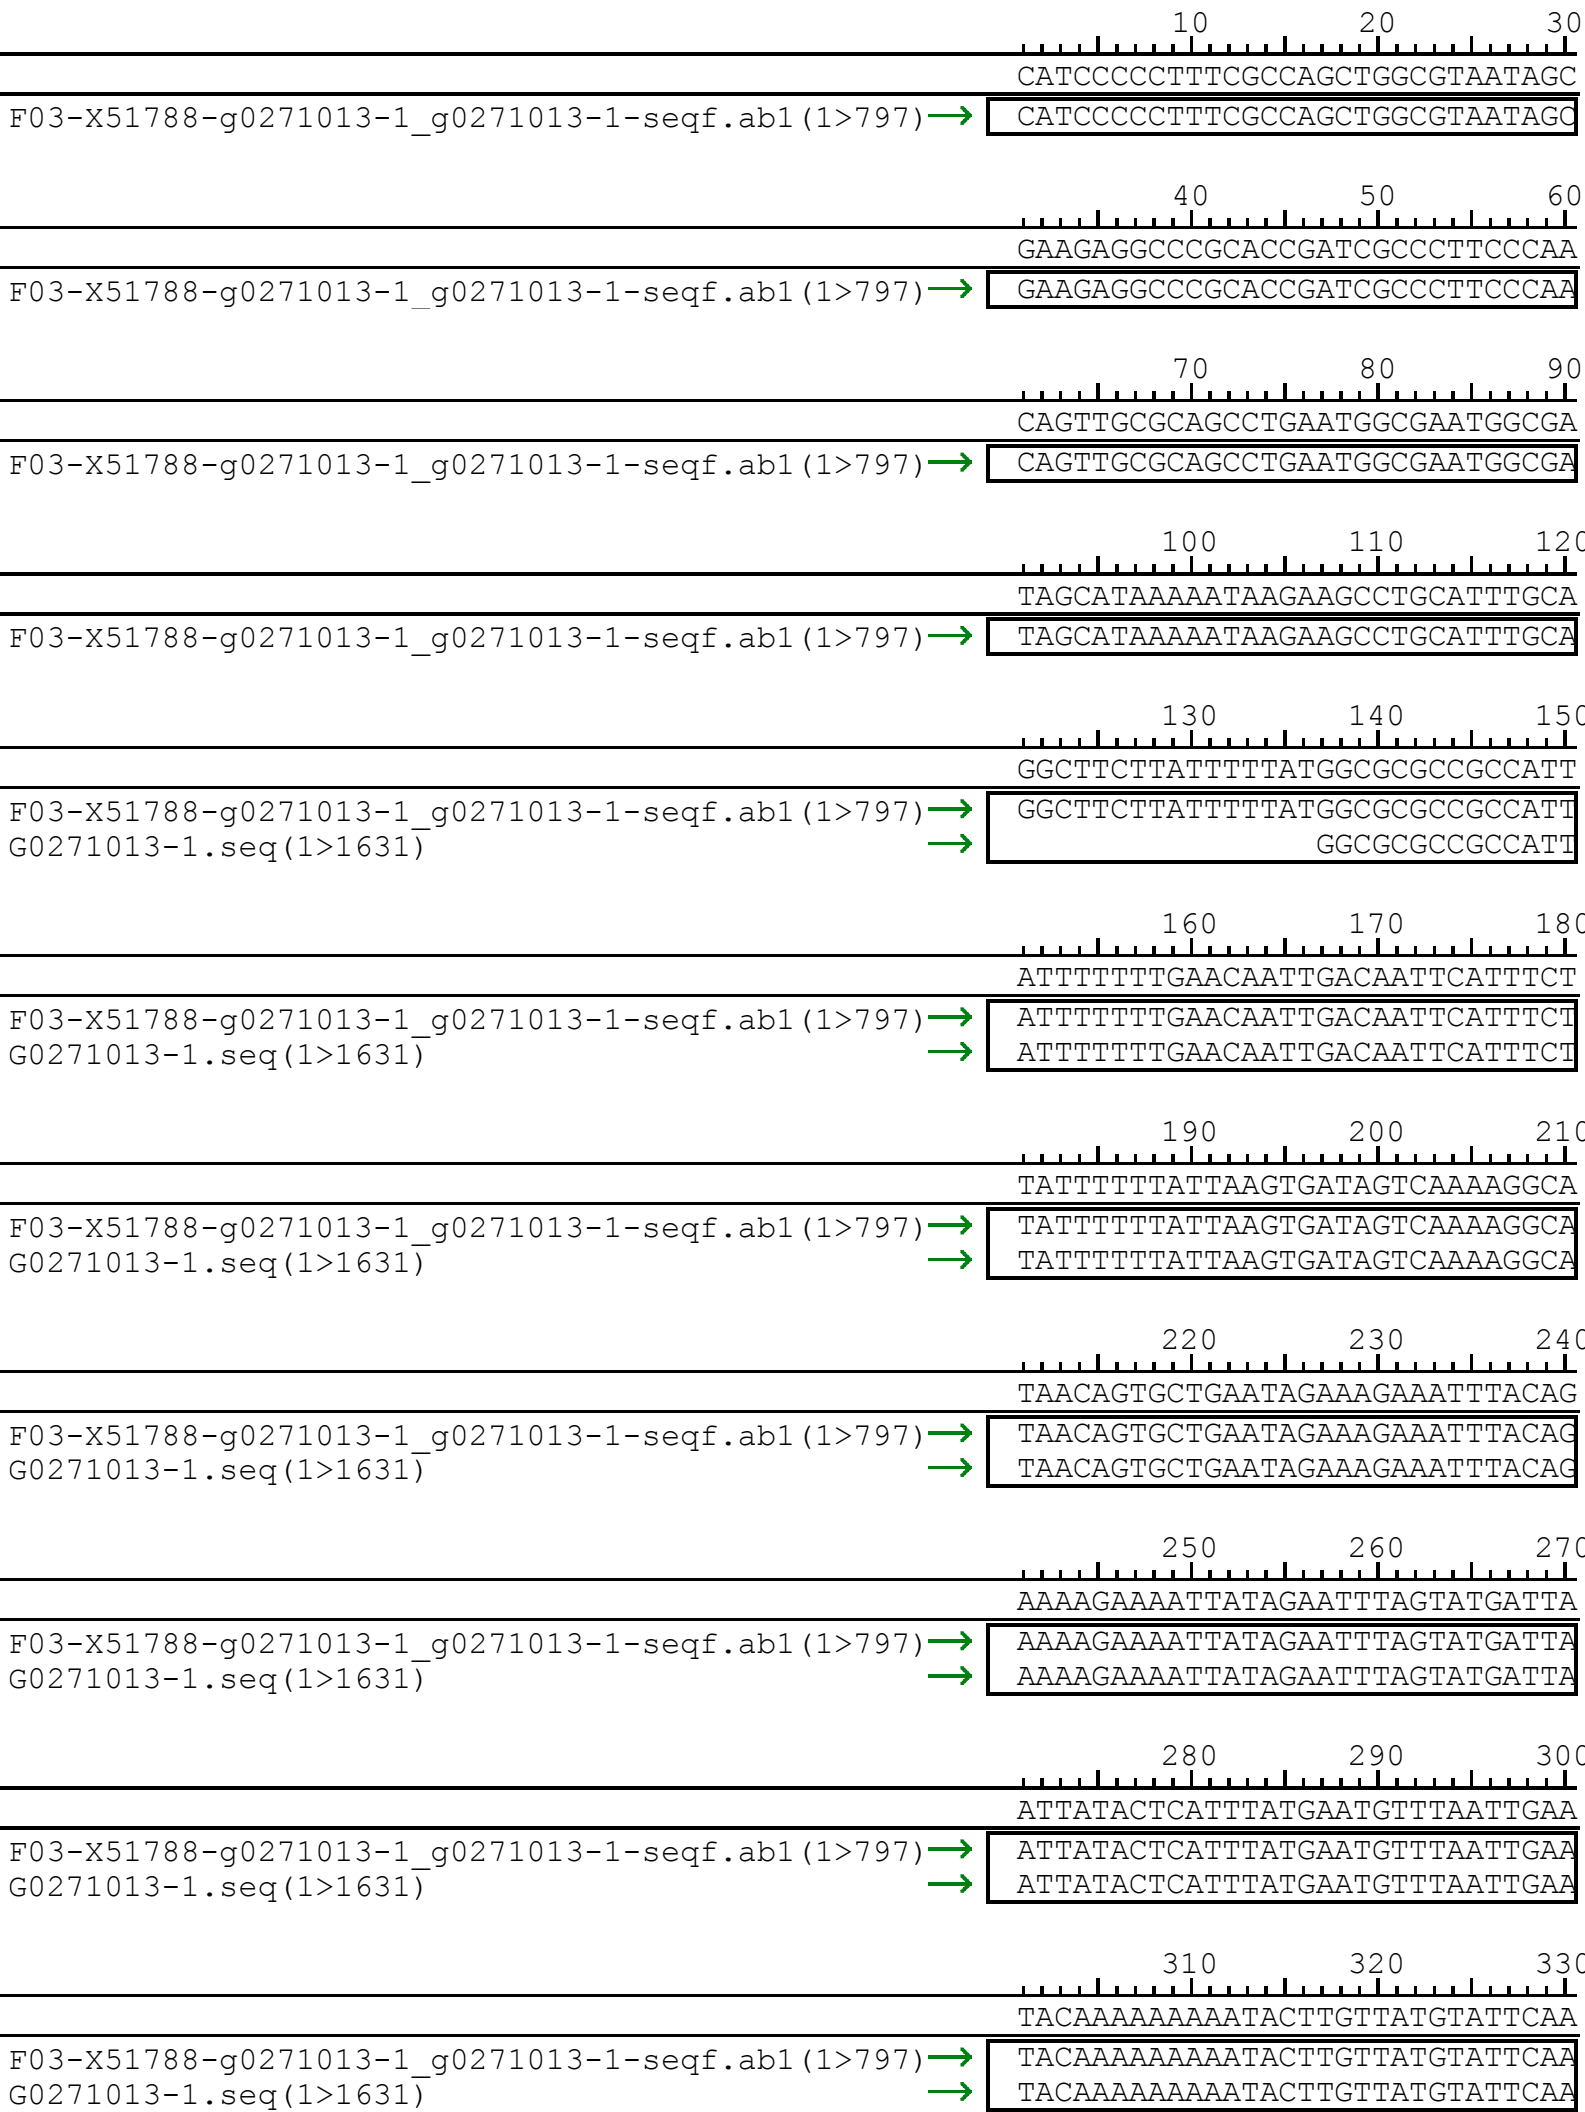 10 20 30
CATCCCCCTTTCGCCAGCTGGCGTAATAGC
F03-X51788-g0271013-1_g0271013-1-seqf.ab1(1>797)→ CATCCCCCTTTCGCCAGCTGGCGTAATAGC
40 50 60
GAAGAGGCCCGCACCGATCGCCCTTCCCAA
F03-X51788-g0271013-1_g0271013-1-seqf.ab1(1>797)→ GAAGAGGCCCGCACCGATCGCCCTTCCCAA
70 80 90
CAGTTGCGCAGCCTGAATGGCGAATGGCGA
F03-X51788-g0271013-1_g0271013-1-seqf.ab1(1>797)→ CAGTTGCGCAGCCTGAATGGCGAATGGCGA
100 110 120
TAGCATAAAAATAAGAAGCCTGCATTTGCA
F03-X51788-g0271013-1_g0271013-1-seqf.ab1(1>797)→ TAGCATAAAAATAAGAAGCCTGCATTTGCA
130 140 150
GGCTTCTTATTTTTATGGCGCGCCGCCATT
F03-X51788-g0271013-1_g0271013-1-seqf.ab1(1>797)→ GGCTTCTTATTTTTATGGCGCGCCGCCATT
G0271013-1.seq(1>1631) → GGCGCGCCGCCATT
160 170 180
ATTTTTTTGAACAATTGACAATTCATTTCT
F03-X51788-g0271013-1_g0271013-1-seqf.ab1(1>797)→ ATTTTTTTGAACAATTGACAATTCATTTCT
G0271013-1.seq(1>1631) → ATTTTTTTGAACAATTGACAATTCATTTCT
190 200 210
TATTTTTTATTAAGTGATAGTCAAAAGGCA
F03-X51788-g0271013-1_g0271013-1-seqf.ab1(1>797)→ TATTTTTTATTAAGTGATAGTCAAAAGGCA
G0271013-1.seq(1>1631) → TATTTTTTATTAAGTGATAGTCAAAAGGCA
220 230 240
TAACAGTGCTGAATAGAAAGAAATTTACAG
F03-X51788-g0271013-1_g0271013-1-seqf.ab1(1>797)→ TAACAGTGCTGAATAGAAAGAAATTTACAG
G0271013-1.seq(1>1631) → TAACAGTGCTGAATAGAAAGAAATTTACAG
250 260 270
AAAAGAAAATTATAGAATTTAGTATGATTA
F03-X51788-g0271013-1_g0271013-1-seqf.ab1(1>797)→ AAAAGAAAATTATAGAATTTAGTATGATTA
G0271013-1.seq(1>1631) → AAAAGAAAATTATAGAATTTAGTATGATTA
280 290 300
ATTATACTCATTTATGAATGTTTAATTGAA
F03-X51788-g0271013-1_g0271013-1-seqf.ab1(1>797)→ ATTATACTCATTTATGAATGTTTAATTGAA
G0271013-1.seq(1>1631) → ATTATACTCATTTATGAATGTTTAATTGAA
310 320 330
TACAAAAAAAAATACTTGTTATGTATTCAA
F03-X51788-g0271013-1_g0271013-1-seqf.ab1(1>797)→ TACAAAAAAAAATACTTGTTATGTATTCAA
G0271013-1.seq(1>1631) → TACAAAAAAAAATACTTGTTATGTATTCAA